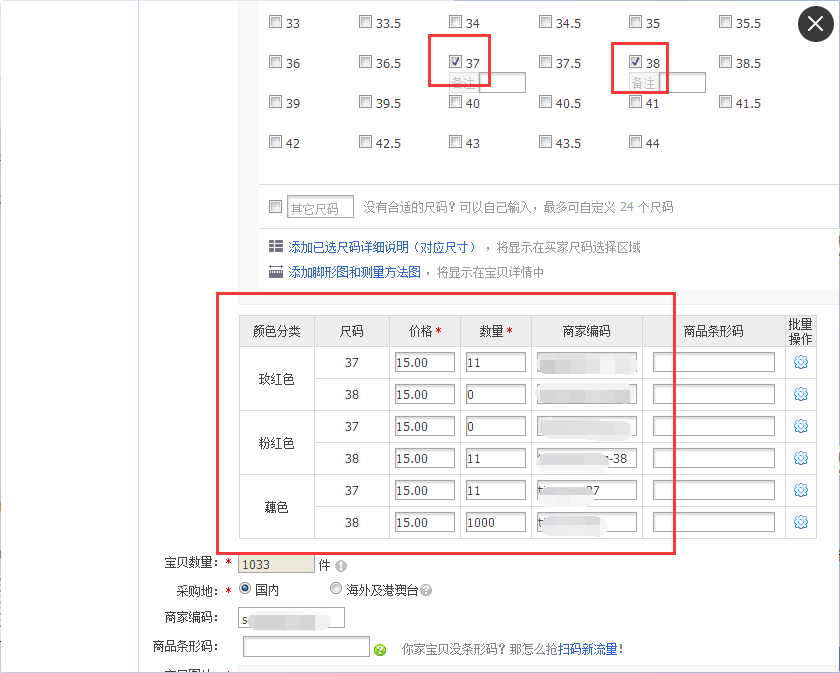 33 33.5 34 34.5 35 35.5
36 36.5 37 37.5 38 38.5
备注 备注
39 39.5 40 40.5 41 41.5
42 42.5 43 43.5 44
其它尺码 没有合适的尺码？可以自己输入，最多可自定义 24 个尺码
添加已选尺码详细说明（对应尺寸），将显示在买家尺码选择区域
添加脚形图和测量方法图，将显示在宝贝详情中
颜色分类 尺码 价格* 数量* 商家编码 商品条形码 批量操作
玫红色 37 15.00 11
38 15.00 0
粉红色 37 15.00 0
38 15.00 11 -38
藕色 37 15.00 11
38 15.00 1000
宝贝数量：* 1033 件
采购地：* 国内 海外及港澳台
商家编码： s
商品条形码： 你家宝贝没条形码？那怎么抢扫码新流量！